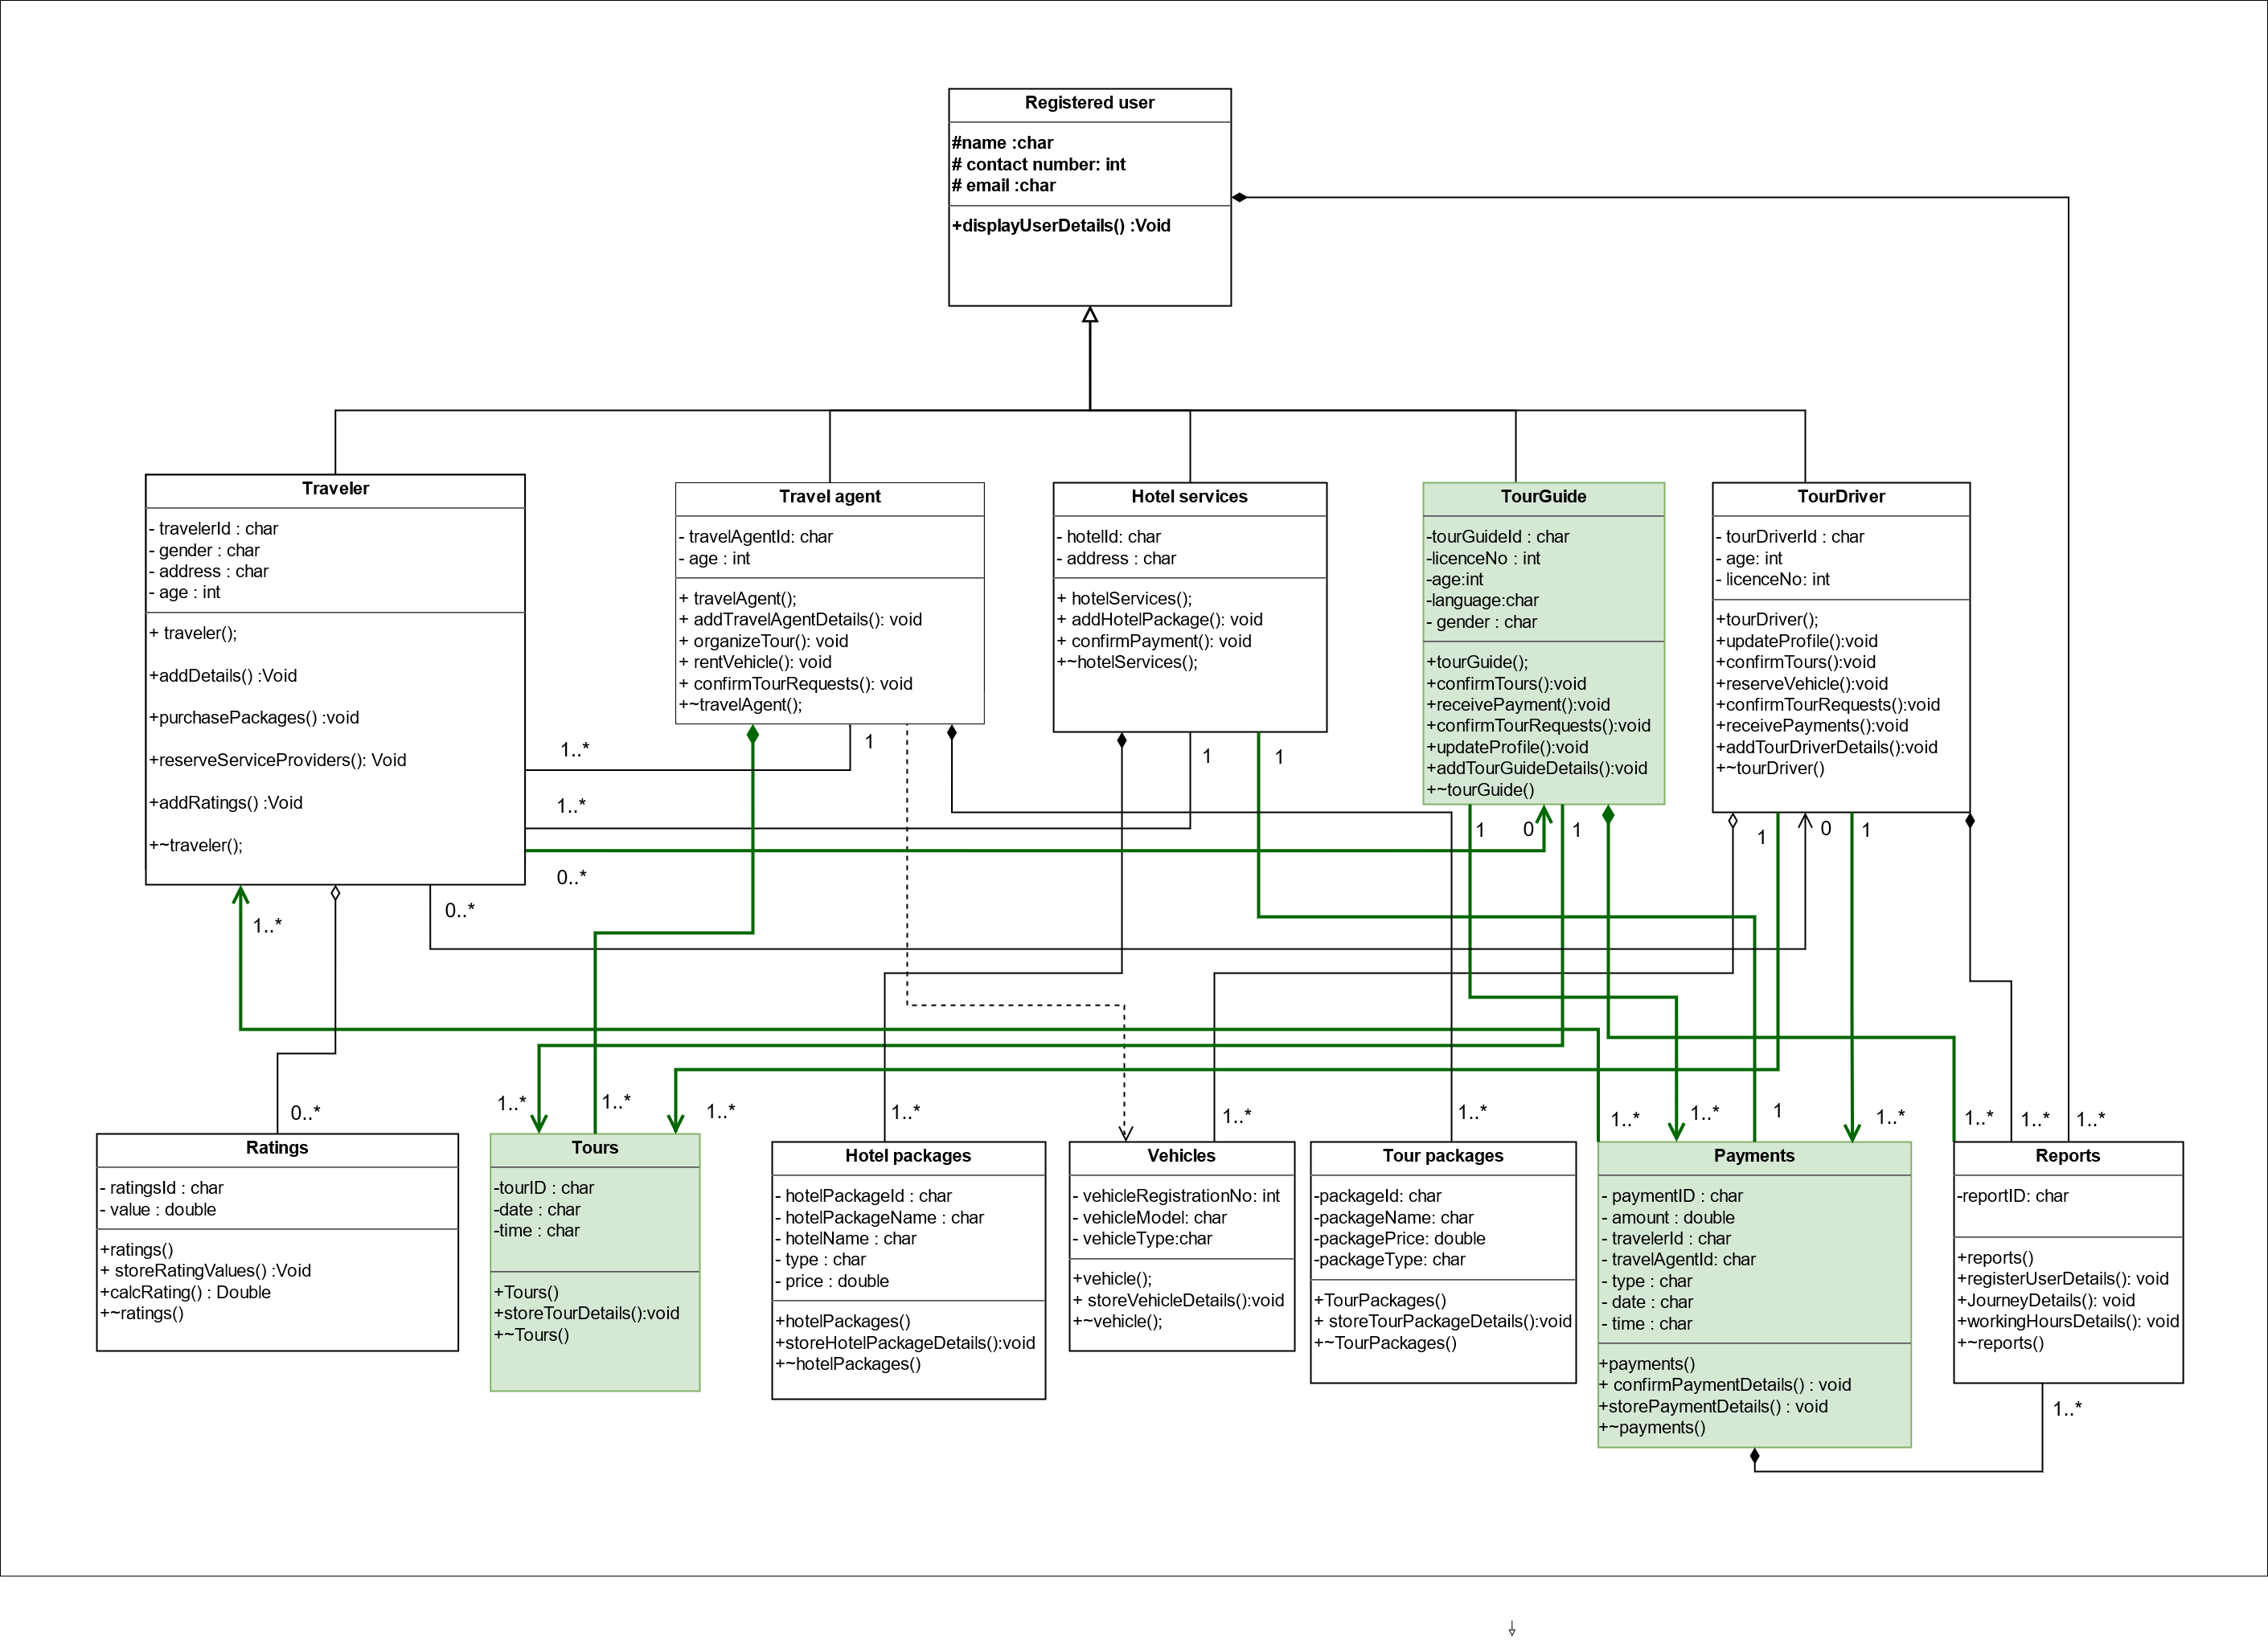 Registered user
#name :char
# contact number: int
# email :char
+displayUserDetails() :Void
Traveler
- travelerId : char
- gender : char
- address : char
- age : int
+ traveler();
+addDetails() :Void
+purchasePackages() :void
+reserveServiceProviders(): Void
+addRatings() :Void
+~traveler();
Travel agent
- travelAgentId: char
- age : int
+ travelAgent();
+ addTravelAgentDetails(): void
+ organizeTour(): void
+ rentVehicle(): void
+ confirmTourRequests(): void
+~travelAgent();
Hotel services
- hotelId: char
- address : char
+ hotelServices();
+ addHotelPackage(): void
+ confirmPayment(): void
+~hotelServices();
TourGuide
-tourGuideId : char
-licenceNo : int
-age:int
-language:char
- gender : char
+tourGuide();
+confirmTours():void
+receivePayment():void
+confirmTourRequests():void
+updateProfile():void
+addTourGuideDetails():void
+~tourGuide()
TourDriver
- tourDriverId : char
- age: int
- licenceNo: int
+tourDriver();
+updateProfile():void
+confirmTours():void
+reserveVehicle():void
+confirmTourRequests():void
+receivePayments():void
+addTourDriverDetails():void
+~tourDriver()
1..*
1
1
1
1..*
0..*
1
0
1
1
0
1
0..*
1..*
0..*
1..*
1..*
1..*
1..*
1..*
1..*
1..*
1..*
1
1..*
1..*
1..*
1..*
Ratings
- ratingsId : char
- value : double
+ratings()
+ storeRatingValues() :Void
+calcRating() : Double
+~ratings()
Tours
-tourID : char
-date : char
-time : char
+Tours()
+storeTourDetails():void
+~Tours()
Hotel packages
- hotelPackageId : char
- hotelPackageName : char
- hotelName : char
- type : char
- price : double
+hotelPackages()
+storeHotelPackageDetails():void
+~hotelPackages()
Vehicles
- vehicleRegistrationNo: int
- vehicleModel: char
- vehicleType:char
+vehicle();
+ storeVehicleDetails():void
+~vehicle();
Tour packages
-packageId: char
-packageName: char
-packagePrice: double
-packageType: char
+TourPackages()
+ storeTourPackageDetails():void
+~TourPackages()
Payments
- paymentID : char
- amount : double
- travelerId : char
- travelAgentId: char
- type : char
- date : char
- time : char
+payments()
+ confirmPaymentDetails() : void
+storePaymentDetails() : void
+~payments()
Reports
-reportID: char
+reports()
+registerUserDetails(): void
+JourneyDetails(): void
+workingHoursDetails(): void
+~reports()
1..*